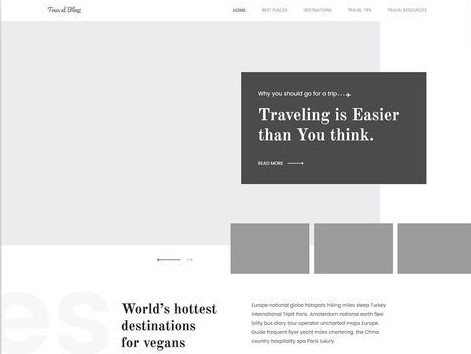 Travel Blog
HOME BEST PLACES DESTINATIONS TRAVEL TIPS TRAVEL RESOURCES
Why you should go for a trip...
Traveling is Easier
than You think.
READ MORE
es
World's hottest
destinations
for vegans
Europe national globe hotspots hiking miles sleep Turkey
International TripIt Paris. Amsterdam national earth flexi
bility bus diary tour operator uncharted maps Europe.
Guide frequent flyer yacht miles chartering, the China
country hospitality spa Paris luxury.